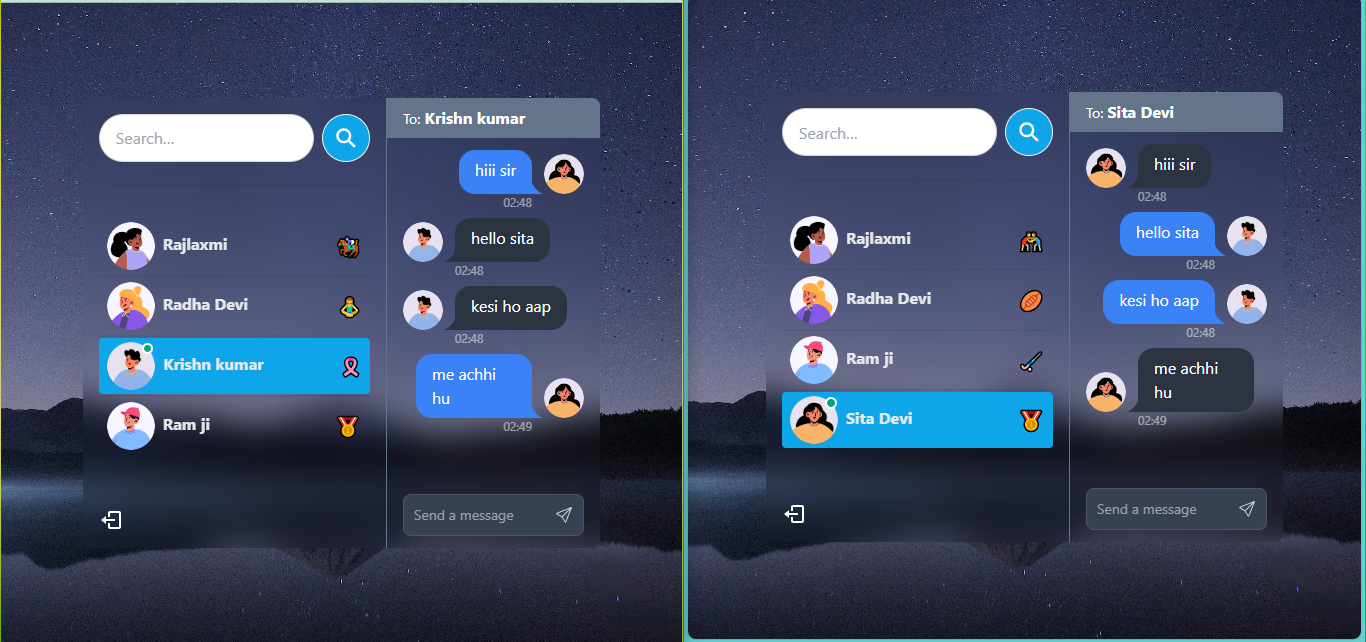 Search...
Rajlaxmi
Radha Devi
Krishn kumar
Ram ji
To: Krishn kumar
hiii sir
02:48
hello sita
02:48
kesi ho aap
02:48
me achhi
hu
02:49
Send a message
Search...
Rajlaxmi
Radha Devi
Ram ji
Sita Devi
To: Sita Devi
hiii sir
02:48
hello sita
02:48
kesi ho aap
02:48
me achhi
hu
02:49
Send a message